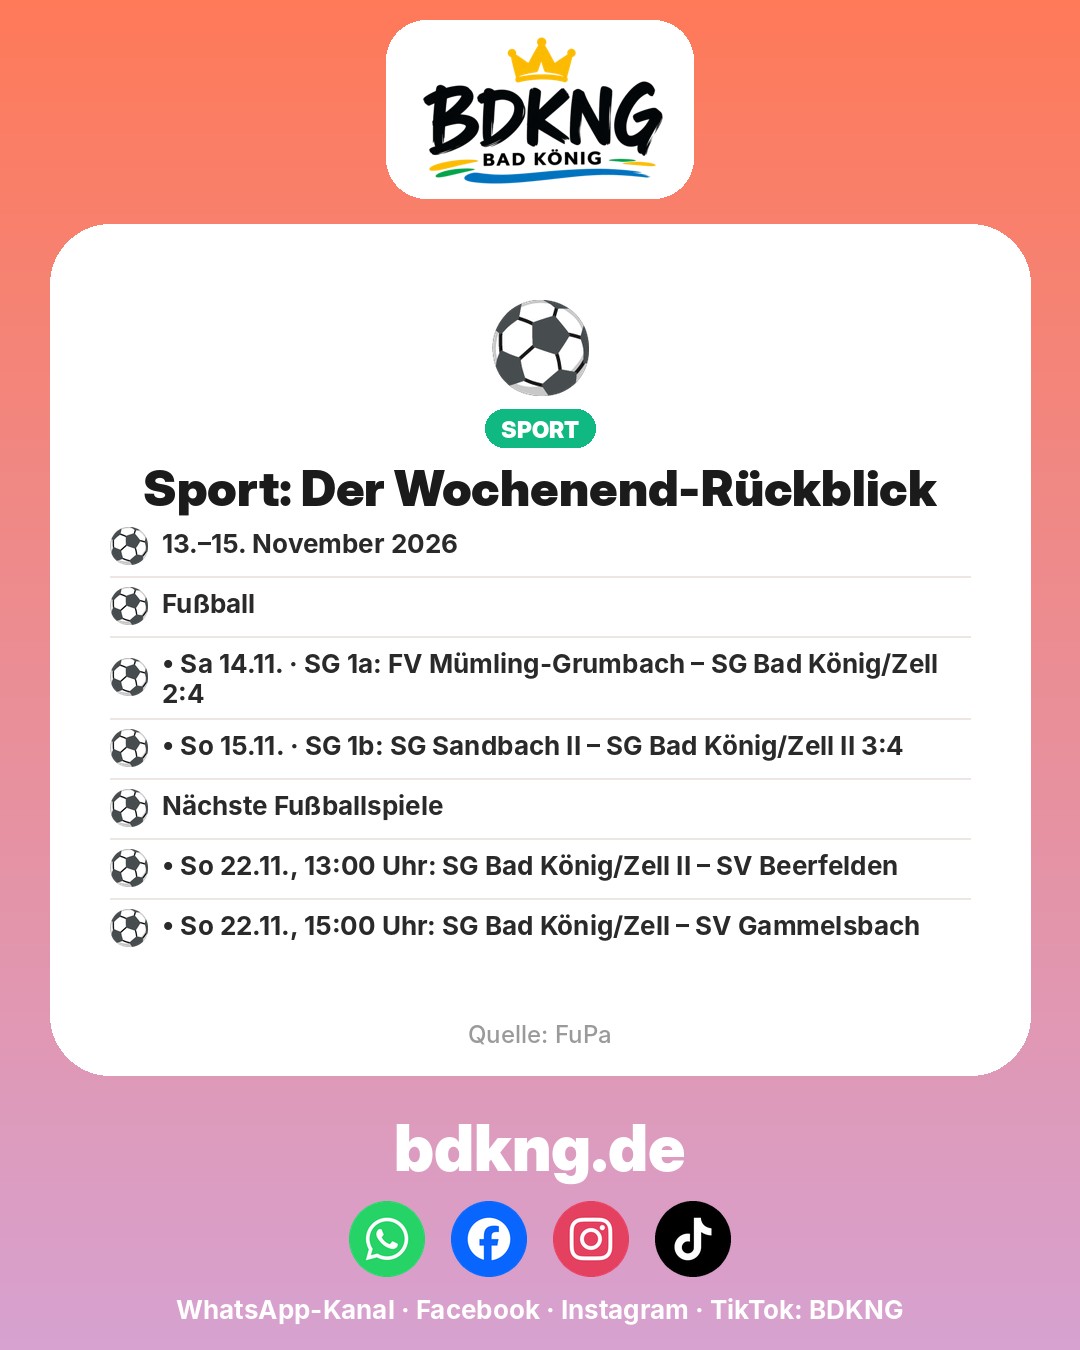 BDKNG
BAD KÖNIG
SPORT
Sport: Der Wochenend-Rückblick
13.–15. November 2026
Fußball
• Sa 14.11. · SG 1a: FV Mümling-Grumbach – SG Bad König/Zell
2:4
• So 15.11. · SG 1b: SG Sandbach II – SG Bad König/Zell II 3:4
Nächste Fußballspiele
• So 22.11., 13:00 Uhr: SG Bad König/Zell II – SV Beerfelden
• So 22.11., 15:00 Uhr: SG Bad König/Zell – SV Gammelsbach
Quelle: FuPa
bdkng.de
WhatsApp-Kanal · Facebook · Instagram · TikTok: BDKNG